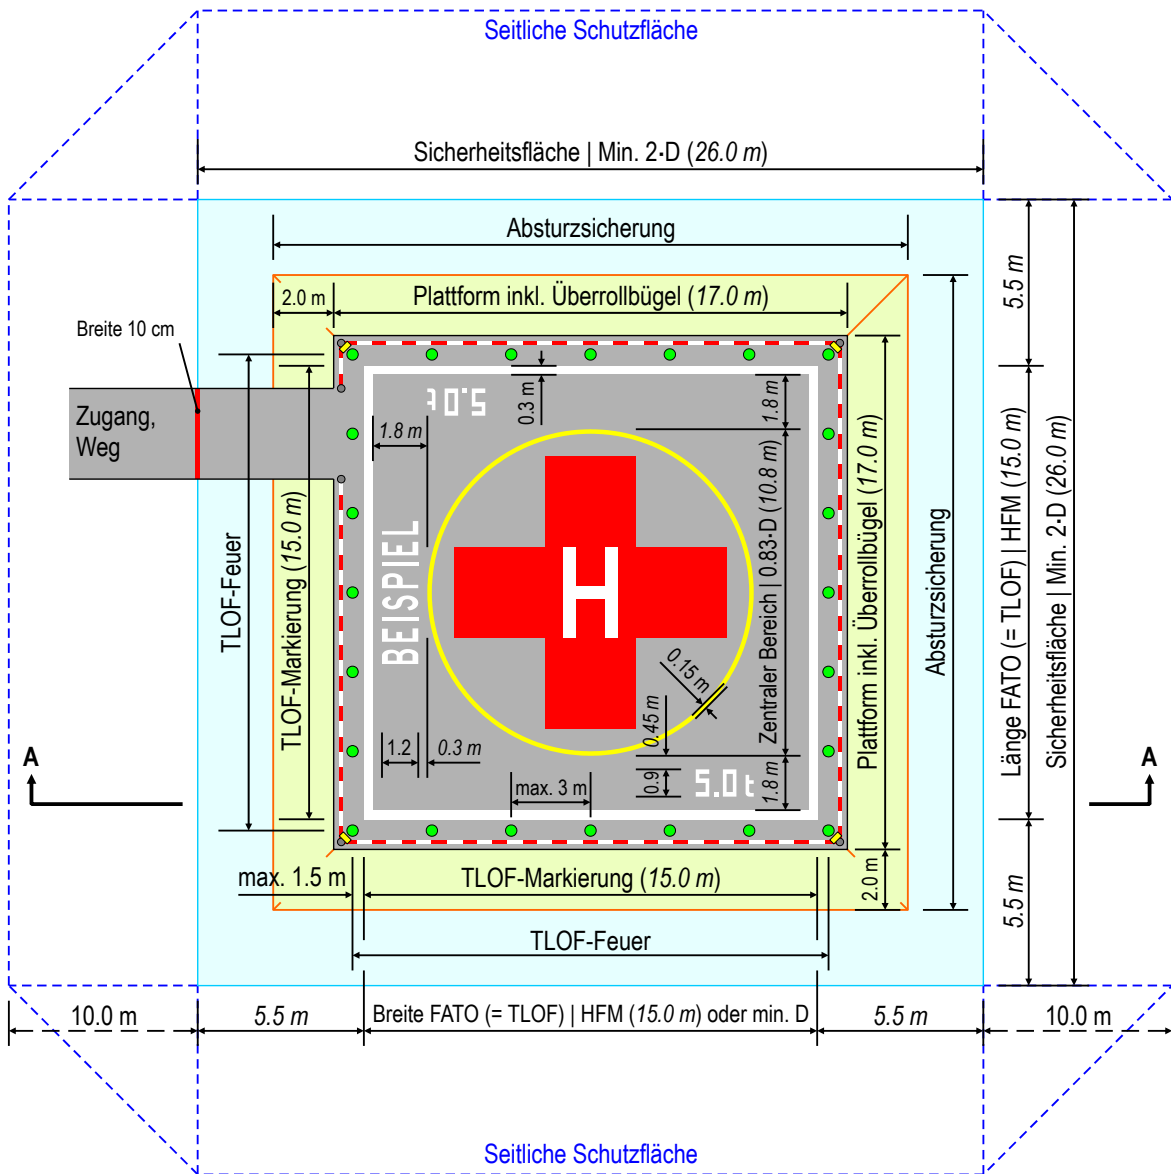 Seitliche Schutzfläche
Sicherheitsfläche | Min. 2·D (26.0 m)
Absturzsicherung
2.0 m
Plattform inkl. Überrollbügel (17.0 m)
Breite 10 cm
Zugang,
Weg
5.0 t
0.3 m
1.8 m
1.8 m
5.5 m
TLOF-Feuer
TLOF-Markierung (15.0 m)
BEISPIEL
H
Zentraler Bereich | 0.83·D (10.8 m)
Plattform inkl. Überrollbügel (17.0 m)
Absturzsicherung
Länge FATO (= TLOF) | HFM (15.0 m)
Sicherheitsfläche | Min. 2·D (26.0 m)
0.15 m
0.45 m
1.2
0.3 m
0.9
5.0 t
1.8 m
max. 3 m
A
A
max. 1.5 m
TLOF-Markierung (15.0 m)
2.0 m
5.5 m
TLOF-Feuer
10.0 m
5.5 m
Breite FATO (= TLOF) | HFM (15.0 m) oder min. D
5.5 m
10.0 m
Seitliche Schutzfläche